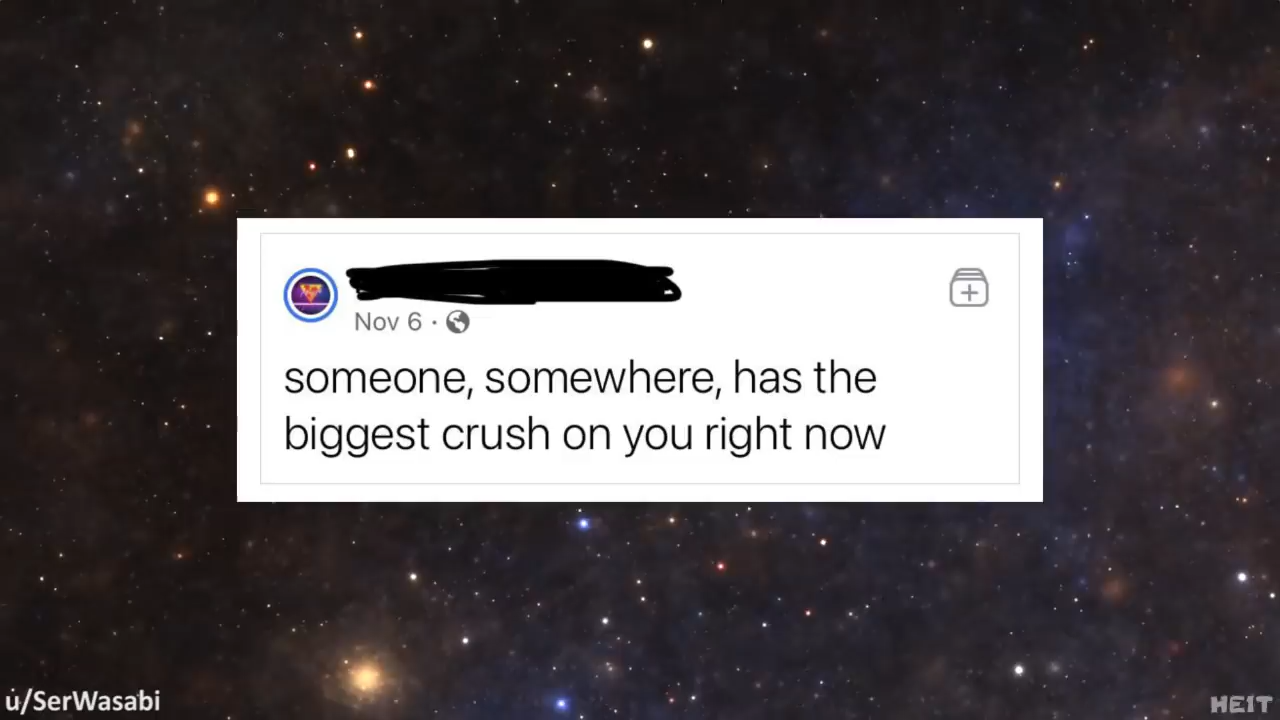 Nov 6 ·
someone, somewhere, has the
biggest crush on you right now
u/SerWasabi
HEIT